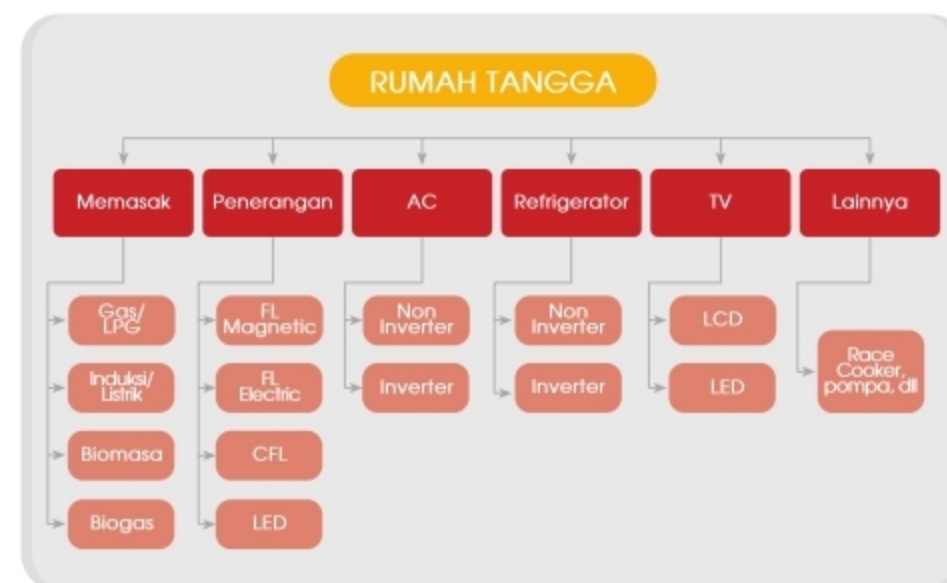 RUMAH TANGGA
Memasak
Penerangan
AC
Refrigerator
TV
Lainnya
Gas/
LPG
Induksi/
Listrik
Biomasa
Biogas
FL
Magnetic
FL
Electric
CFL
LED
Non
Inverter
Inverter
Non
Inverter
Inverter
LCD
LED
Race
Cooker,
pompa, dll